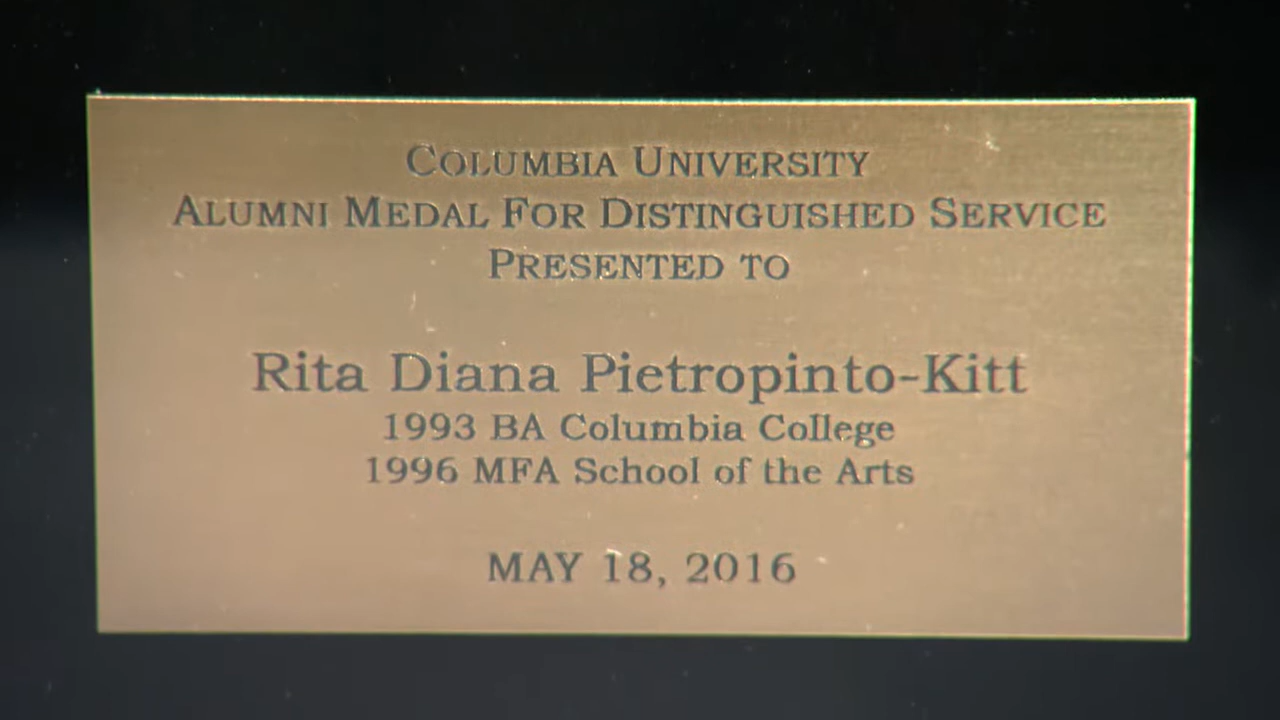 COLUMBIA UNIVERSITY
ALUMNI MEDAL FOR DISTINGUISHED SERVICE
PRESENTED TO
Rita Diana Pietropinto-Kitt
1993 BA Columbia College
1996 MFA School of the Arts
MAY 18, 2016